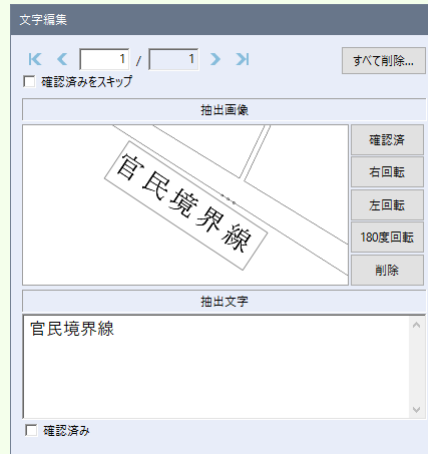 文字編集
1 / 1
すべて削除...
確認済みをスキップ
抽出画像
官民境界線
確認済
右回転
左回転
180度回転
削除
抽出文字
官民境界線
確認済み